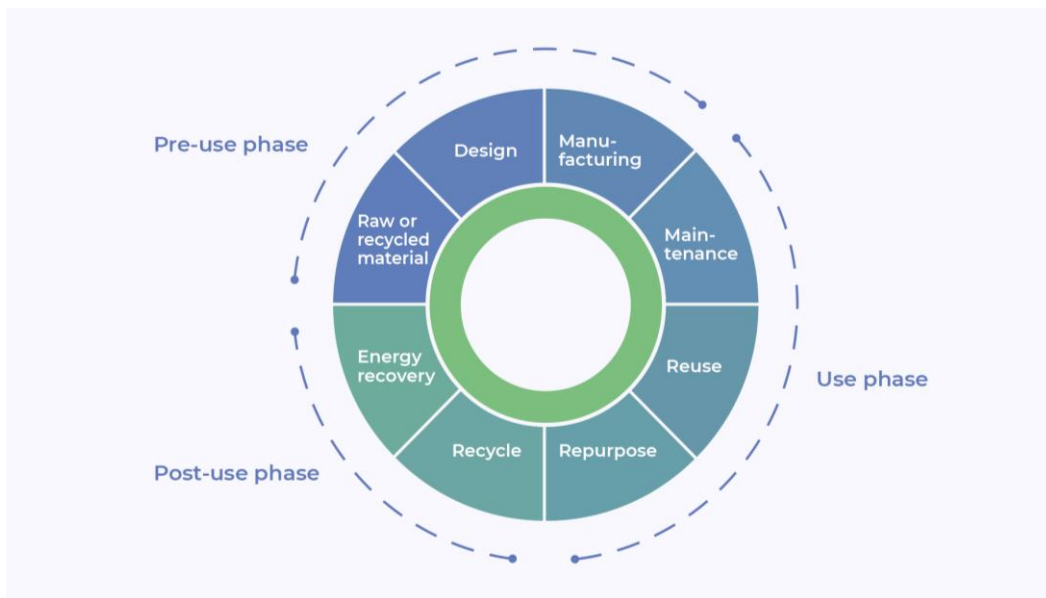 Pre-use phase
Design
Manu-
facturing
Raw or
recycled
material
Main-
tenance
Energy
recovery
Reuse
Use phase
Recycle
Repurpose
Post-use phase